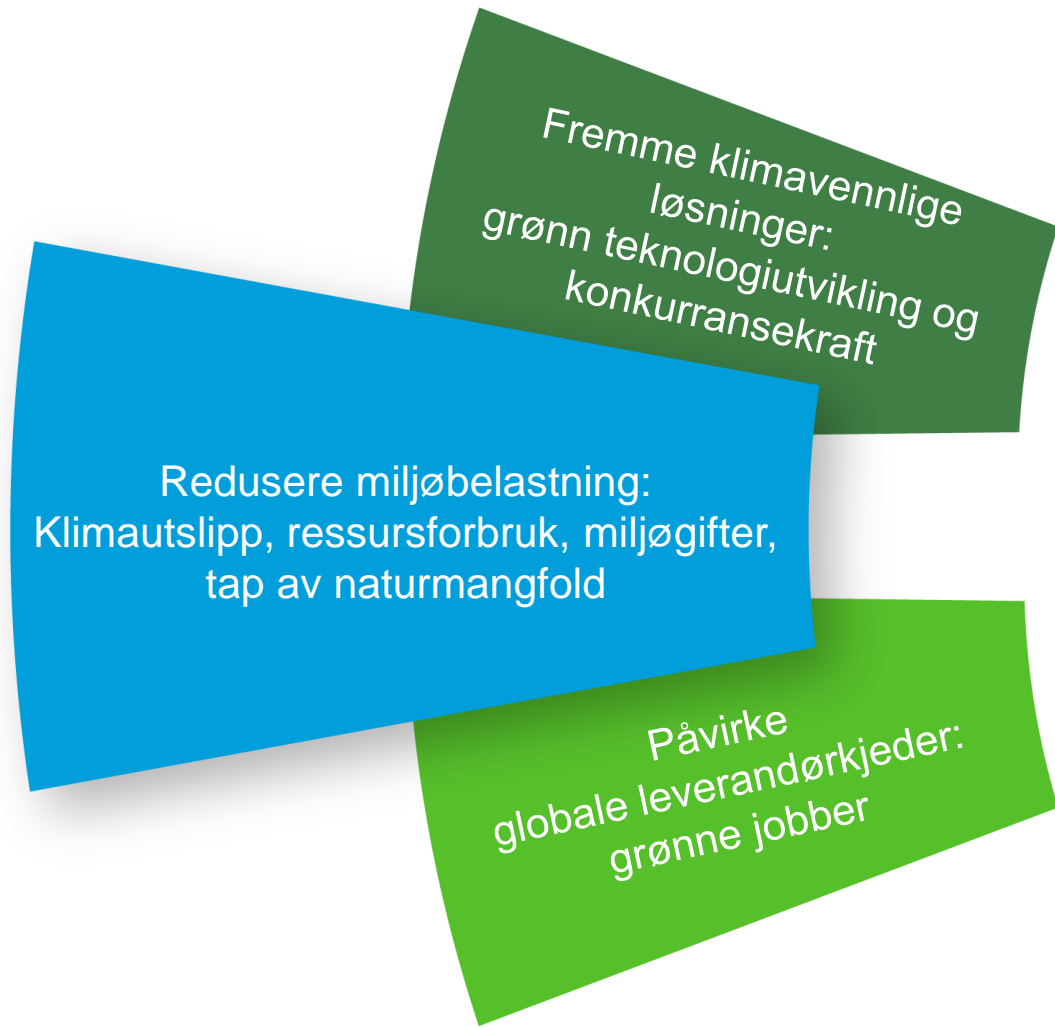 Fremme klimavennlige
løsninger:
grønn teknologiutvikling og
konkurransekraft
Redusere miljøbelastning:
Klimautslipp, ressursforbruk, miljøgifter,
tap av naturmangfold
Påvirke
globale leverandørkjeder:
grønne jobber